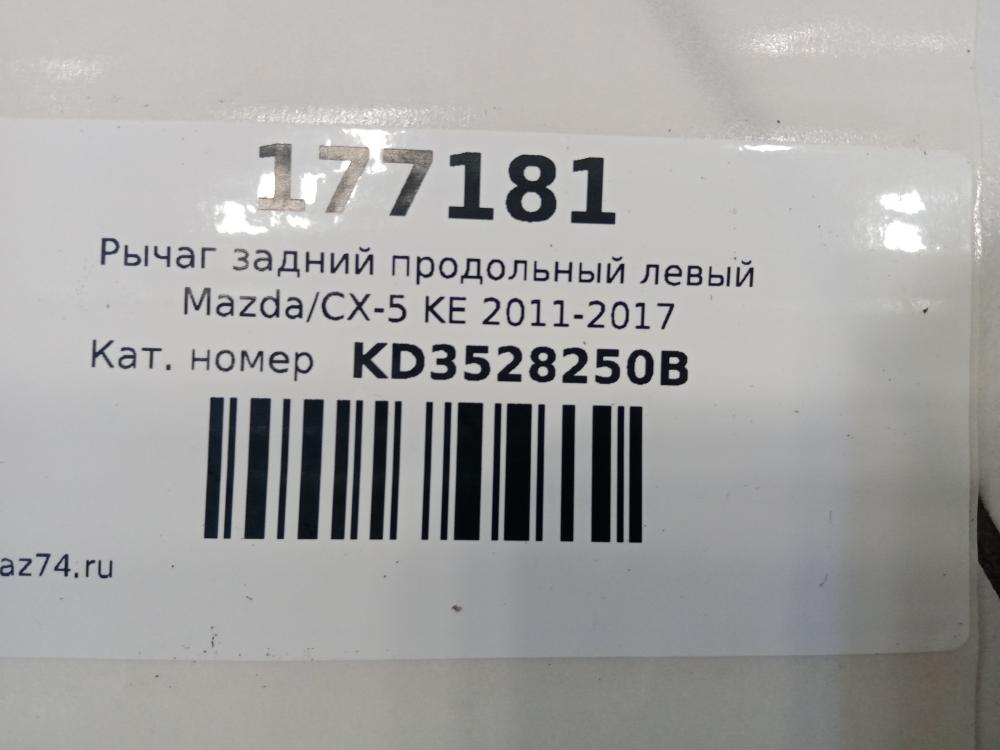 177181
Рычаг задний продольный левый
Mazda/CX-5 KE 2011-2017
Кат. номер KD3528250B
az74.ru